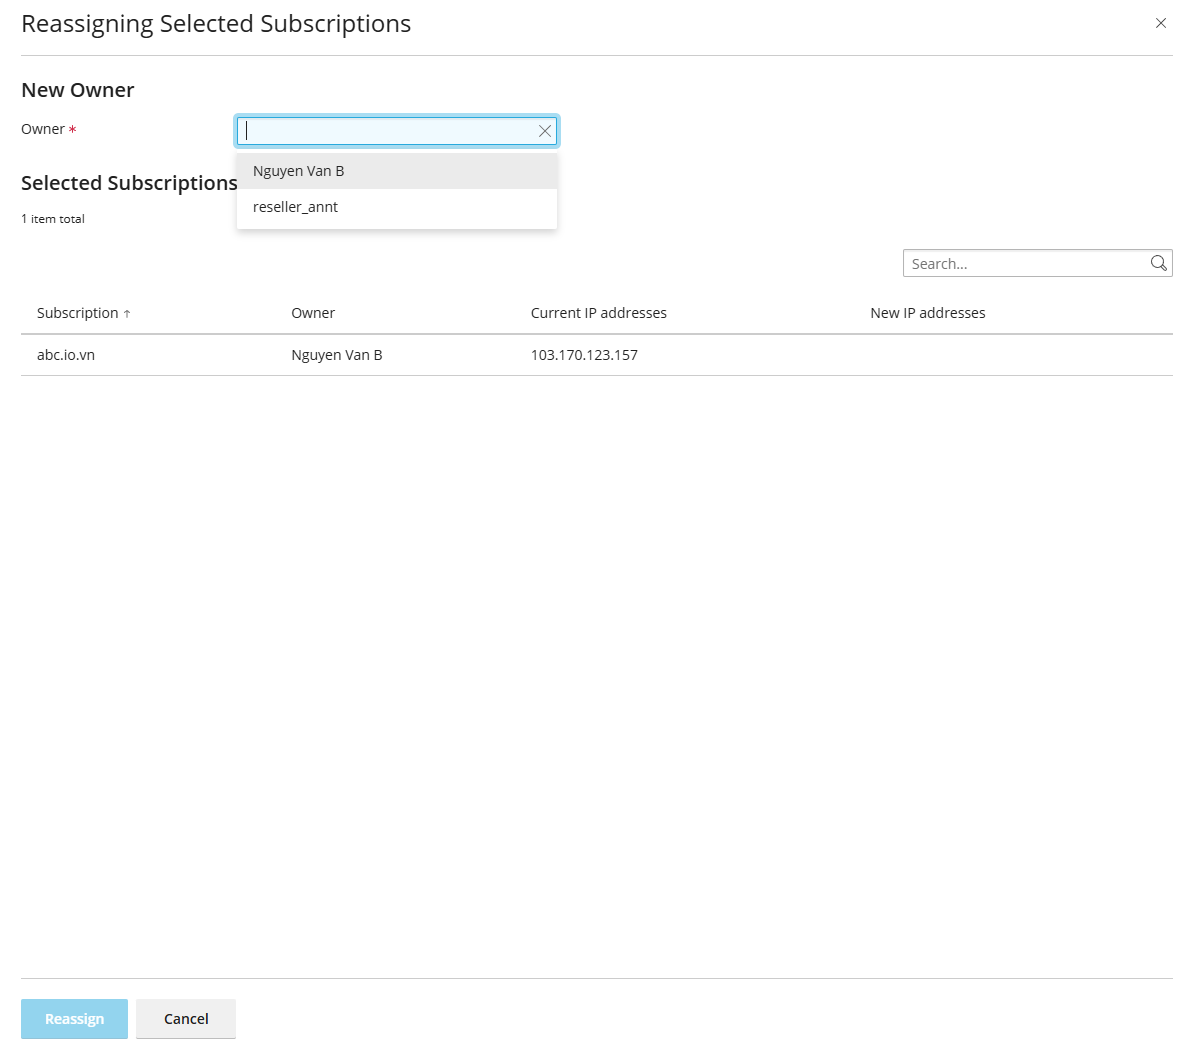 Reassigning Selected Subscriptions
New Owner
Owner *
Nguyen Van B
reseller_annt
Selected Subscriptions
1 item total
Search...
Subscription ↑ Owner Current IP addresses New IP addresses
abc.io.vn Nguyen Van B 103.170.123.157
Reassign Cancel